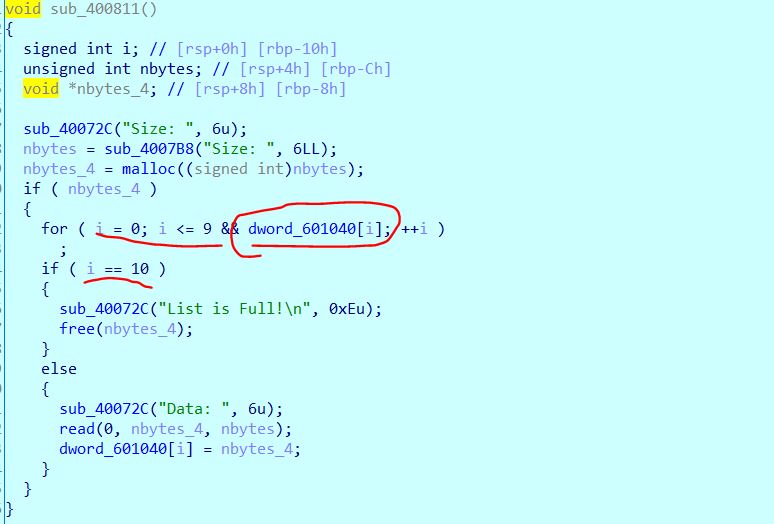 void sub_400811()
{
signed int i; // [rsp+0h] [rbp-10h]
unsigned int nbytes; // [rsp+4h] [rbp-Ch]
void *nbytes_4; // [rsp+8h] [rbp-8h]
sub_40072C("Size: ", 6u);
nbytes = sub_4007B8("Size: ", 6LL);
nbytes_4 = malloc((signed int)nbytes);
if ( nbytes_4 )
{
for ( i = 0; i <= 9 && dword_601040[i]; ++i )
;
if ( i == 10 )
{
sub_40072C("List is Full!\n", 0xEu);
free(nbytes_4);
}
else
{
sub_40072C("Data: ", 6u);
read(0, nbytes_4, nbytes);
dword_601040[i] = nbytes_4;
}
}
}